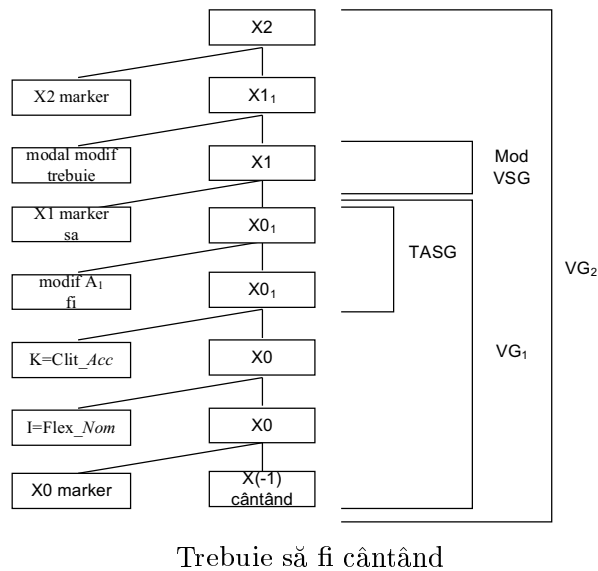 X2
X2 marker
X1₁
modal modif
trebuie
X1
Mod
VSG
X1 marker
sa
X0₁
TASG
VG₂
modif A₁
fi
X0₁
K=Clit_Acc
X0
VG₁
I=Flex_Nom
X0
X0 marker
X(-1)
cântând
Trebuie să fi cântând